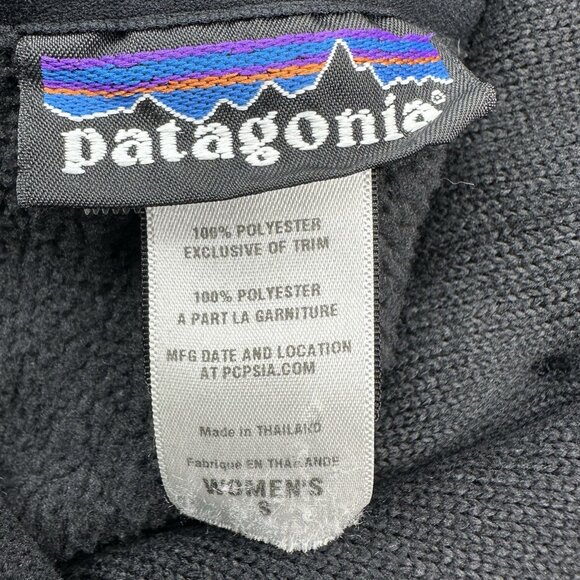 patagonia®
100% POLYESTER
EXCLUSIVE OF TRIM
100% POLYESTER
A PART LA GARNITURE
MFG DATE AND LOCATION
AT PCPSIA.COM
Made in THAILAND
Fabriqué EN THAILANDE
WOMEN'S
S